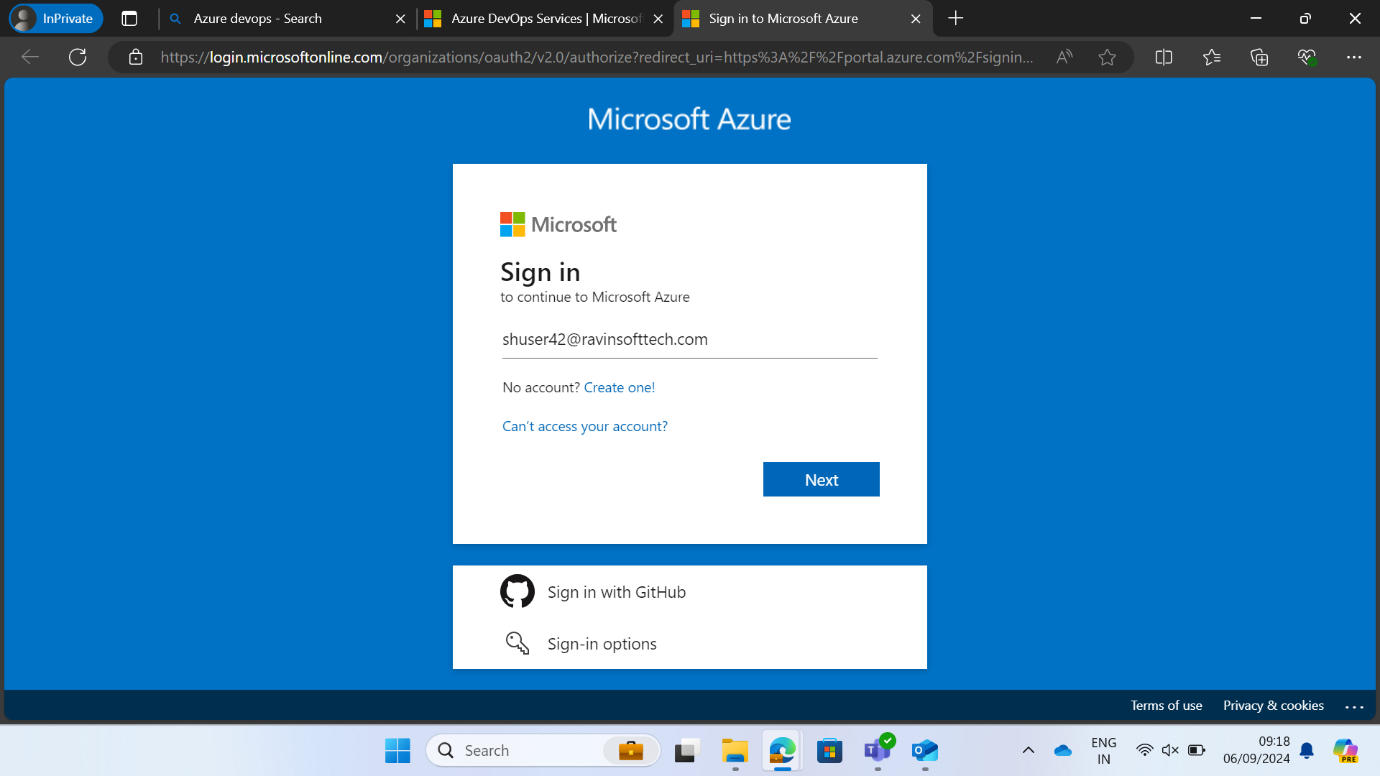 InPrivate
Azure devops - Search
Azure DevOps Services | Microsof
Sign in to Microsoft Azure
https://login.microsoftonline.com/organizations/oauth2/v2.0/authorize?redirect_uri=https%3A%2F%2Fportal.azure.com%2Fsignin...
Microsoft Azure
Microsoft
Sign in
to continue to Microsoft Azure
shuser42@ravinsofttech.com
No account? Create one!
Can't access your account?
Next
Sign in with GitHub
Sign-in options
Terms of use Privacy & cookies ...
Search
ENG
IN
09:18
06/09/2024
PRE